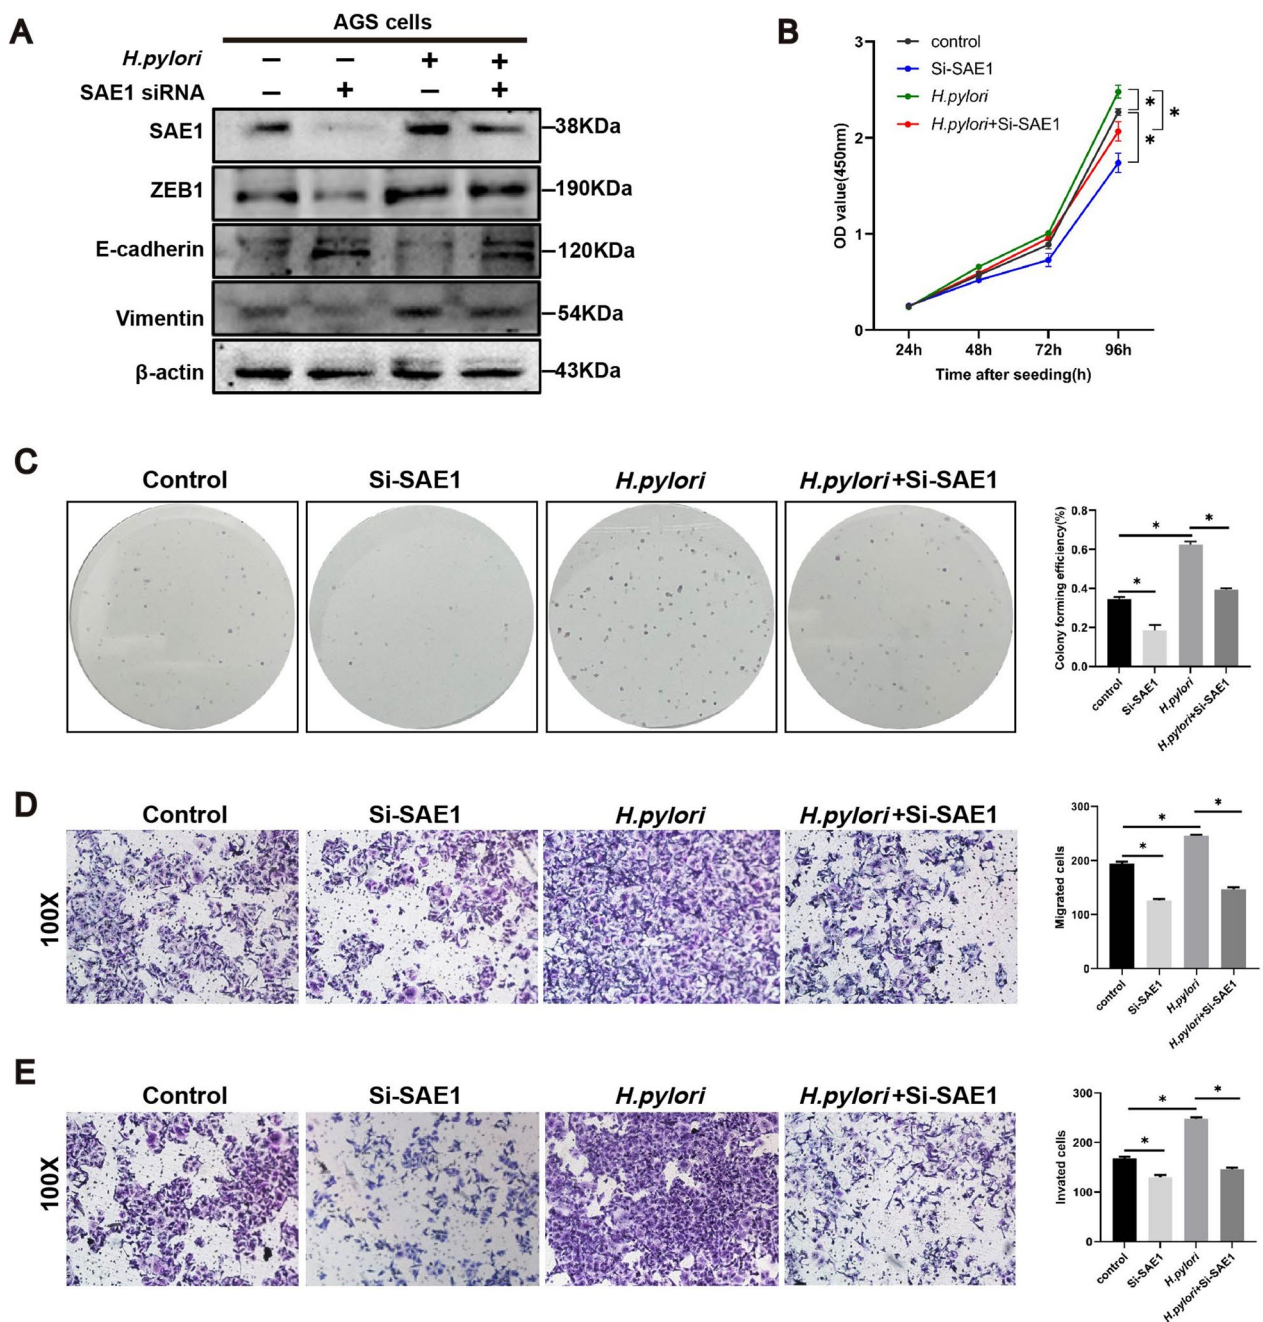 A
AGS cells
H.pylori − − + +
SAE1 siRNA − + − +
SAE1 –38KDa
ZEB1 –190KDa
E-cadherin –120KDa
Vimentin –54KDa
β-actin –43KDa
B
control
Si-SAE1
H.pylori
H.pylori+Si-SAE1
* * *
OD value(450nm)
3
2
1
0
24h 48h 72h 96h
Time after seeding(h)
C
Control Si-SAE1 H.pylori H.pylori+Si-SAE1
Colony forming efficiency(%)
0.8
0.6
0.4
0.2
0.0
* * *
control Si-SAE1 H.pylori H.pylori+Si-SAE1
D
Control Si-SAE1 H.pylori H.pylori+Si-SAE1
100X
Migrated cells
300
200
100
0
* * *
control Si-SAE1 H.pylori H.pylori+Si-SAE1
E
Control Si-SAE1 H.pylori H.pylori+Si-SAE1
100X
Invated cells
300
200
100
0
* * *
control Si-SAE1 H.pylori H.pylori+Si-SAE1